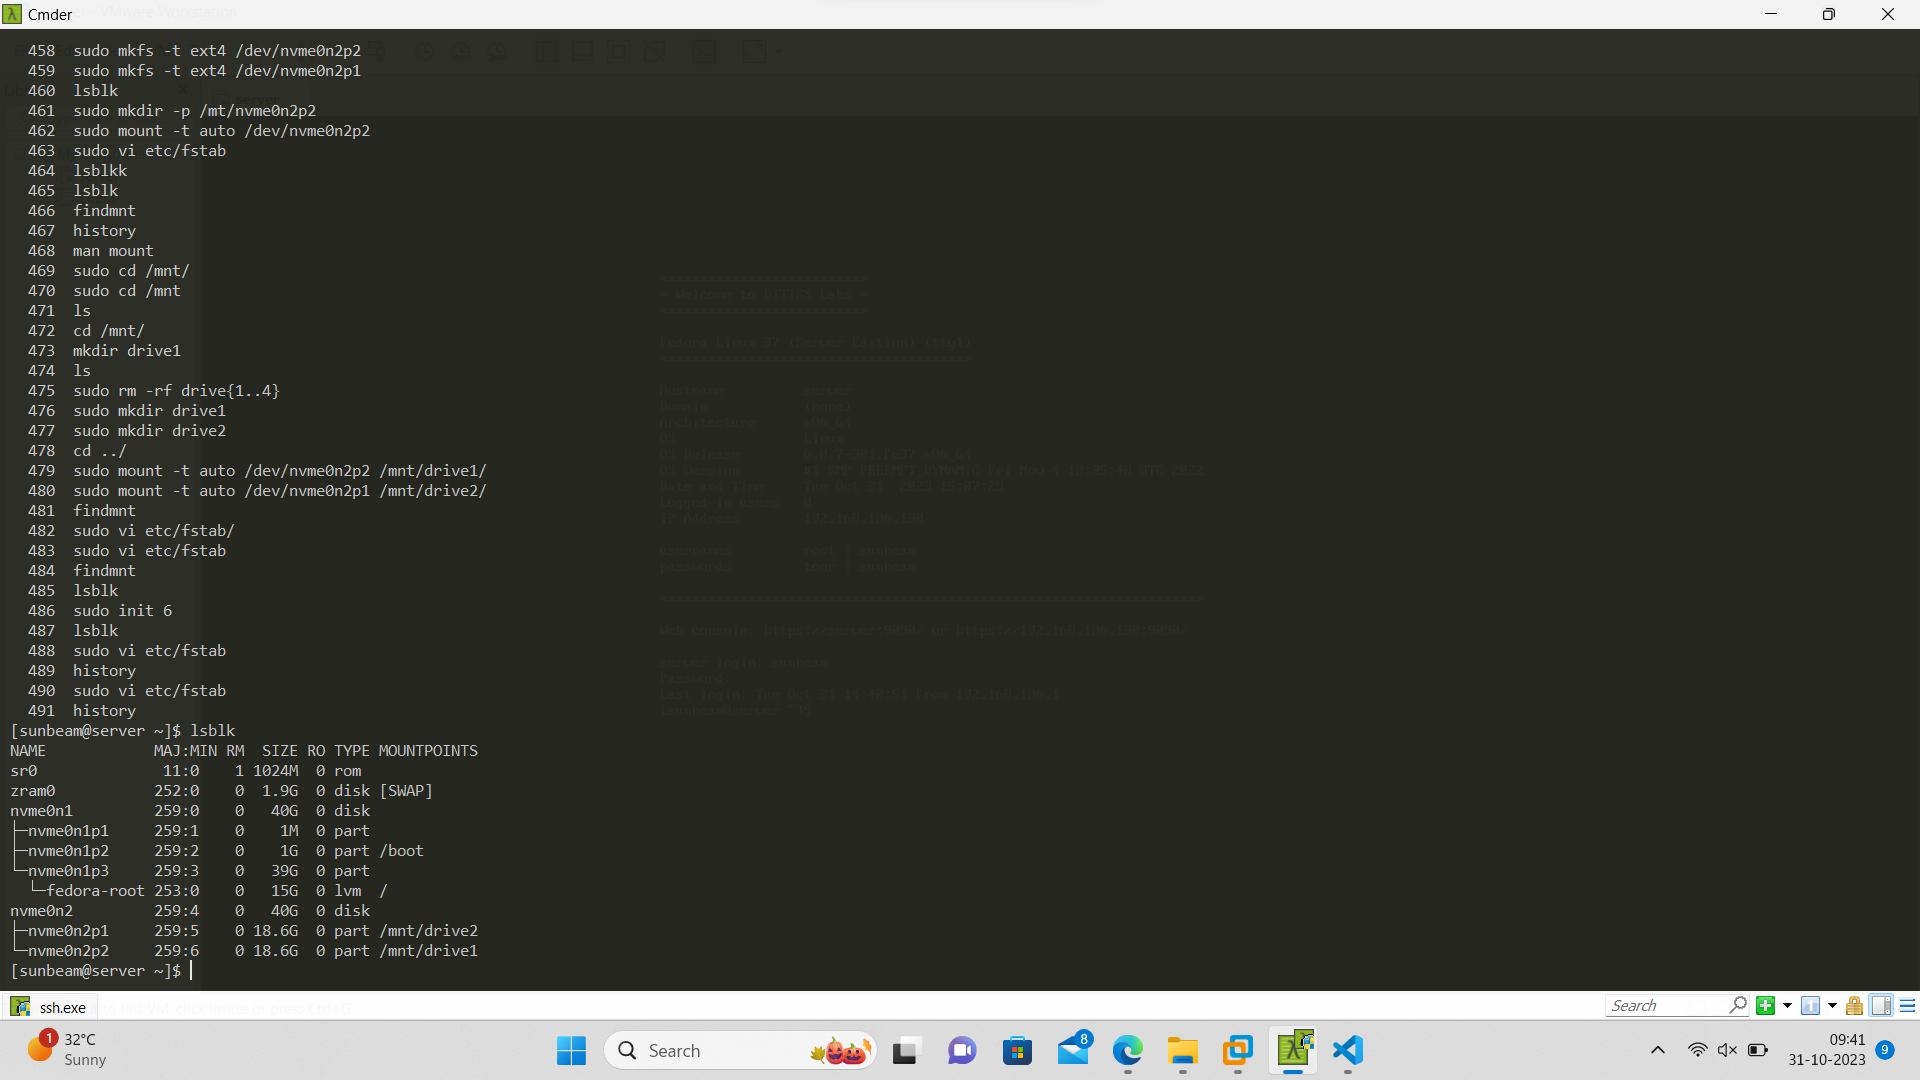 Cmder
458 sudo mkfs -t ext4 /dev/nvme0n2p2
459 sudo mkfs -t ext4 /dev/nvme0n2p1
460 lsblk
461 sudo mkdir -p /mt/nvme0n2p2
462 sudo mount -t auto /dev/nvme0n2p2
463 sudo vi etc/fstab
464 lsblkk
465 lsblk
466 findmnt
467 history
468 man mount
469 sudo cd /mnt/
470 sudo cd /mnt
471 ls
472 cd /mnt/
473 mkdir drive1
474 ls
475 sudo rm -rf drive{1..4}
476 sudo mkdir drive1
477 sudo mkdir drive2
478 cd ../
479 sudo mount -t auto /dev/nvme0n2p2 /mnt/drive1/
480 sudo mount -t auto /dev/nvme0n2p1 /mnt/drive2/
481 findmnt
482 sudo vi etc/fstab/
483 sudo vi etc/fstab
484 findmnt
485 lsblk
486 sudo init 6
487 lsblk
488 sudo vi etc/fstab
489 history
490 sudo vi etc/fstab
491 history
[sunbeam@server ~]$ lsblk
NAME MAJ:MIN RM SIZE RO TYPE MOUNTPOINTS
sr0 11:0 1 1024M 0 rom
zram0 252:0 0 1.9G 0 disk [SWAP]
nvme0n1 259:0 0 40G 0 disk
├─nvme0n1p1 259:1 0 1M 0 part
├─nvme0n1p2 259:2 0 1G 0 part /boot
└─nvme0n1p3 259:3 0 39G 0 part
└─fedora-root 253:0 0 15G 0 lvm /
nvme0n2 259:4 0 40G 0 disk
├─nvme0n2p1 259:5 0 18.6G 0 part /mnt/drive2
└─nvme0n2p2 259:6 0 18.6G 0 part /mnt/drive1
[sunbeam@server ~]$
ssh.exe
Search
1
32°C
Sunny
Search
8
09:41
31-10-2023
9